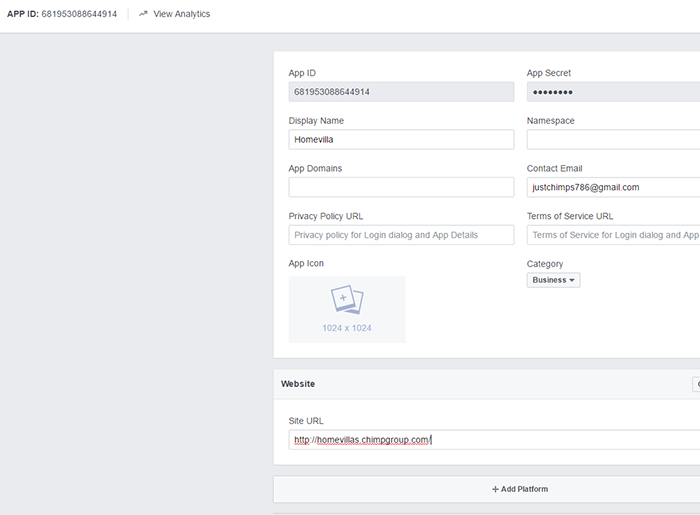 APP ID: 681953088644914 View Analytics
App ID App Secret
681953088644914 ●●●●●●●●
Display Name Namespace
Homevilla
App Domains Contact Email
justchimps786@gmail.com
Privacy Policy URL Terms of Service URL
Privacy policy for Login dialog and App Details Terms of Service for Login dialog and App
App Icon Category
Business
1024 x 1024
Website
Site URL
http://homevillas.chimpgroup.com/
+ Add Platform